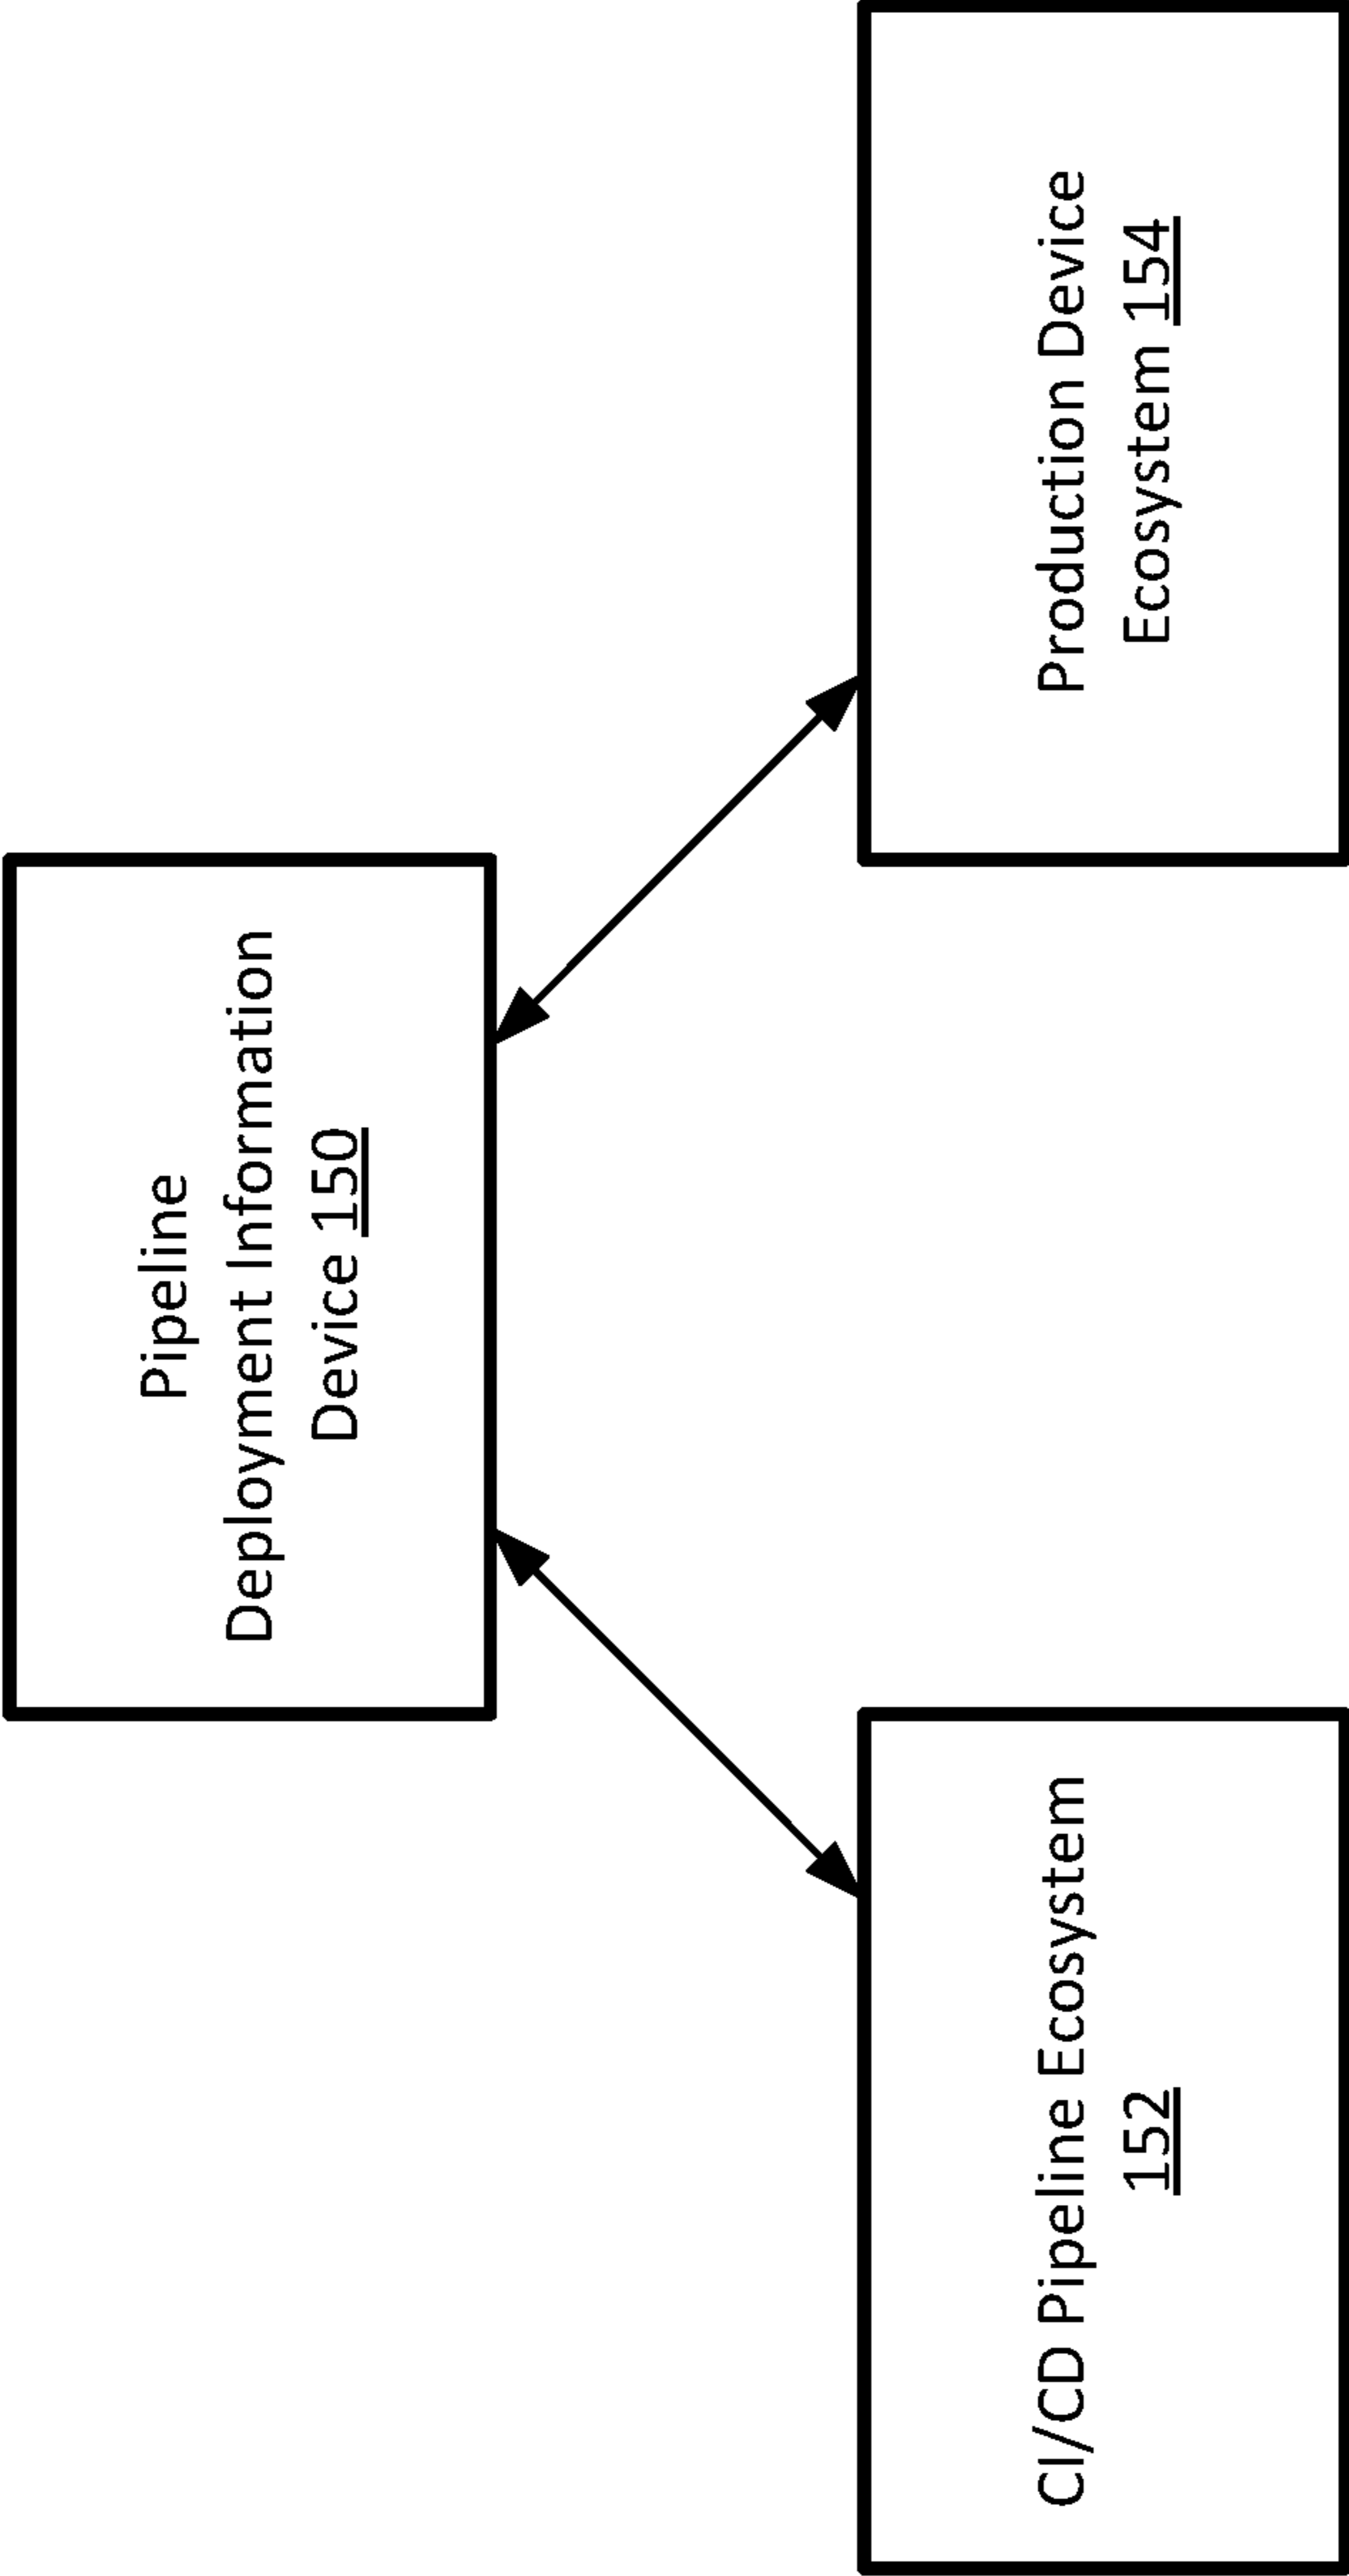 Pipeline
Deployment Information
Device 150
CI/CD Pipeline Ecosystem
152
Production Device
Ecosystem 154